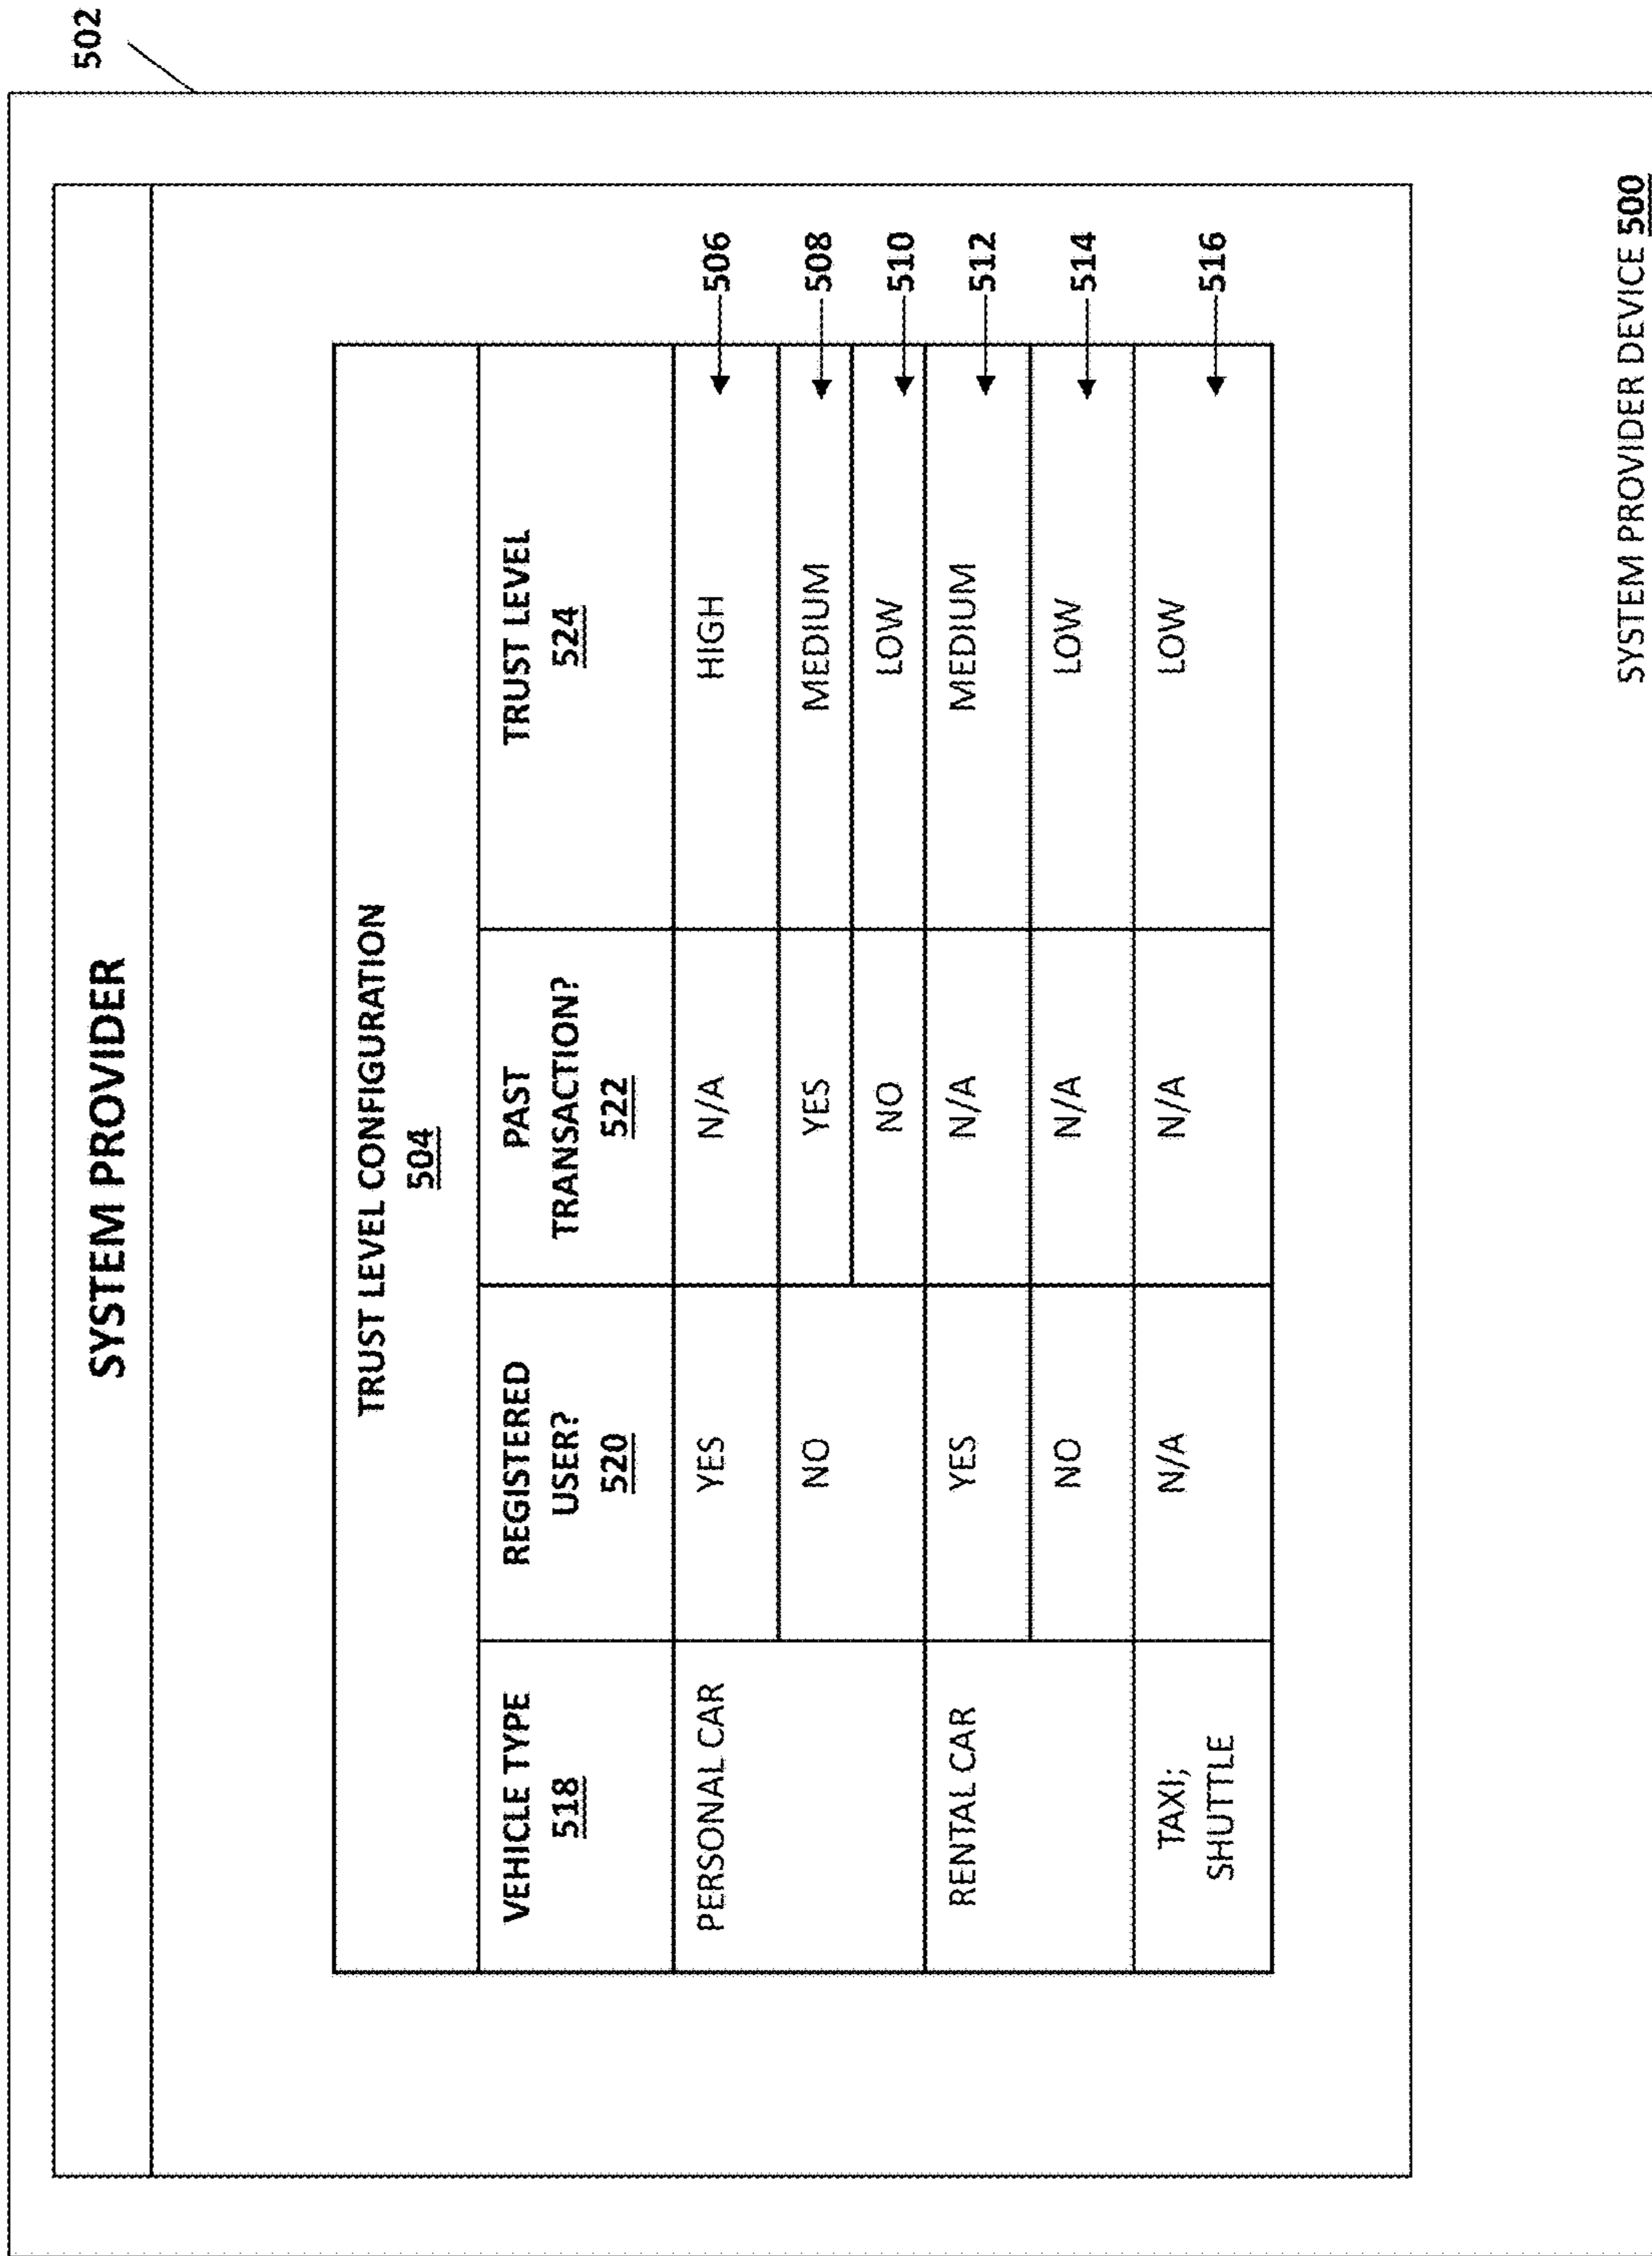 502
SYSTEM PROVIDER
TRUST LEVEL CONFIGURATION
504
VEHICLE TYPE
518
REGISTERED
USER?
520
PAST
TRANSACTION?
522
TRUST LEVEL
524
PERSONAL CAR
YES
N/A
HIGH
506
NO
YES
MEDIUM
508
NO
LOW
510
RENTAL CAR
YES
N/A
MEDIUM
512
NO
N/A
LOW
514
TAXI;
SHUTTLE
N/A
N/A
LOW
516
SYSTEM PROVIDER DEVICE 500